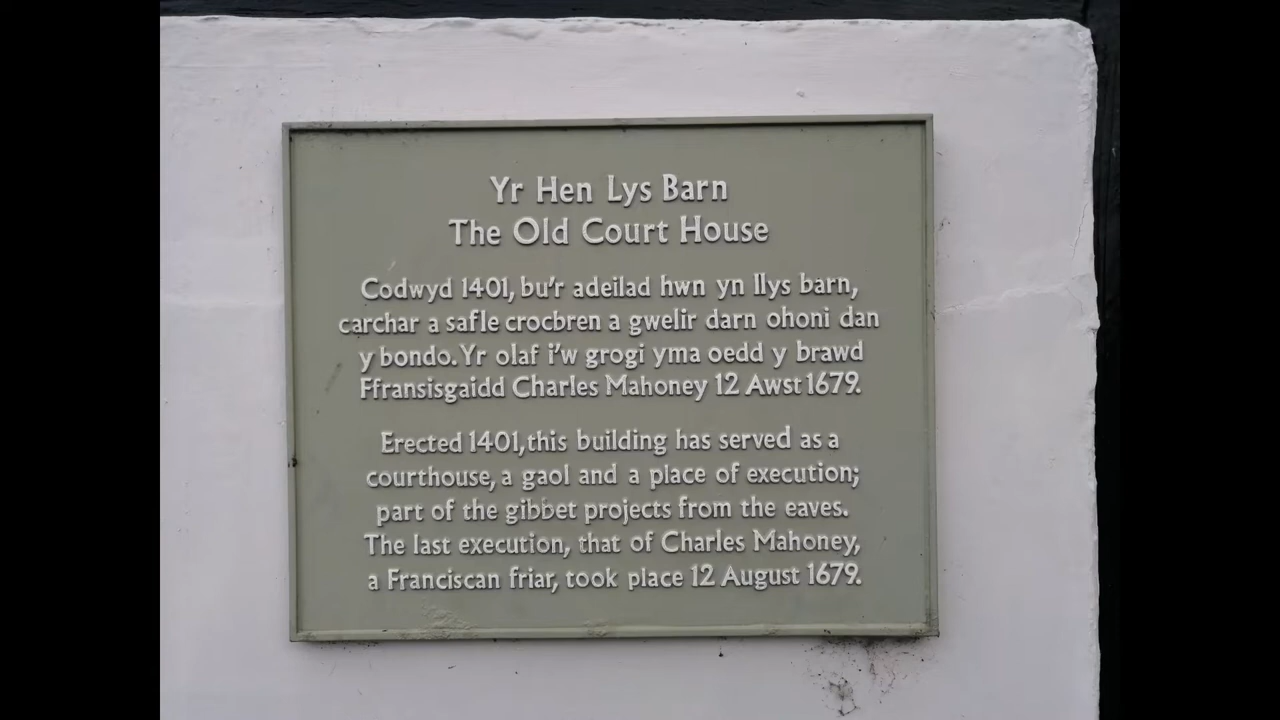 Yr Hen Lys Barn
The Old Court House
Codwyd 1401, bu'r adeilad hwn yn llys barn,
carchar a safle crocbren a gwelir darn ohoni dan
y bondo. Yr olaf i'w grogi yma oedd y brawd
Ffransisgaidd Charles Mahoney 12 Awst 1679.
Erected 1401, this building has served as a
courthouse, a gaol and a place of execution;
part of the gibbet projects from the eaves.
The last execution, that of Charles Mahoney,
a Franciscan friar, took place 12 August 1679.